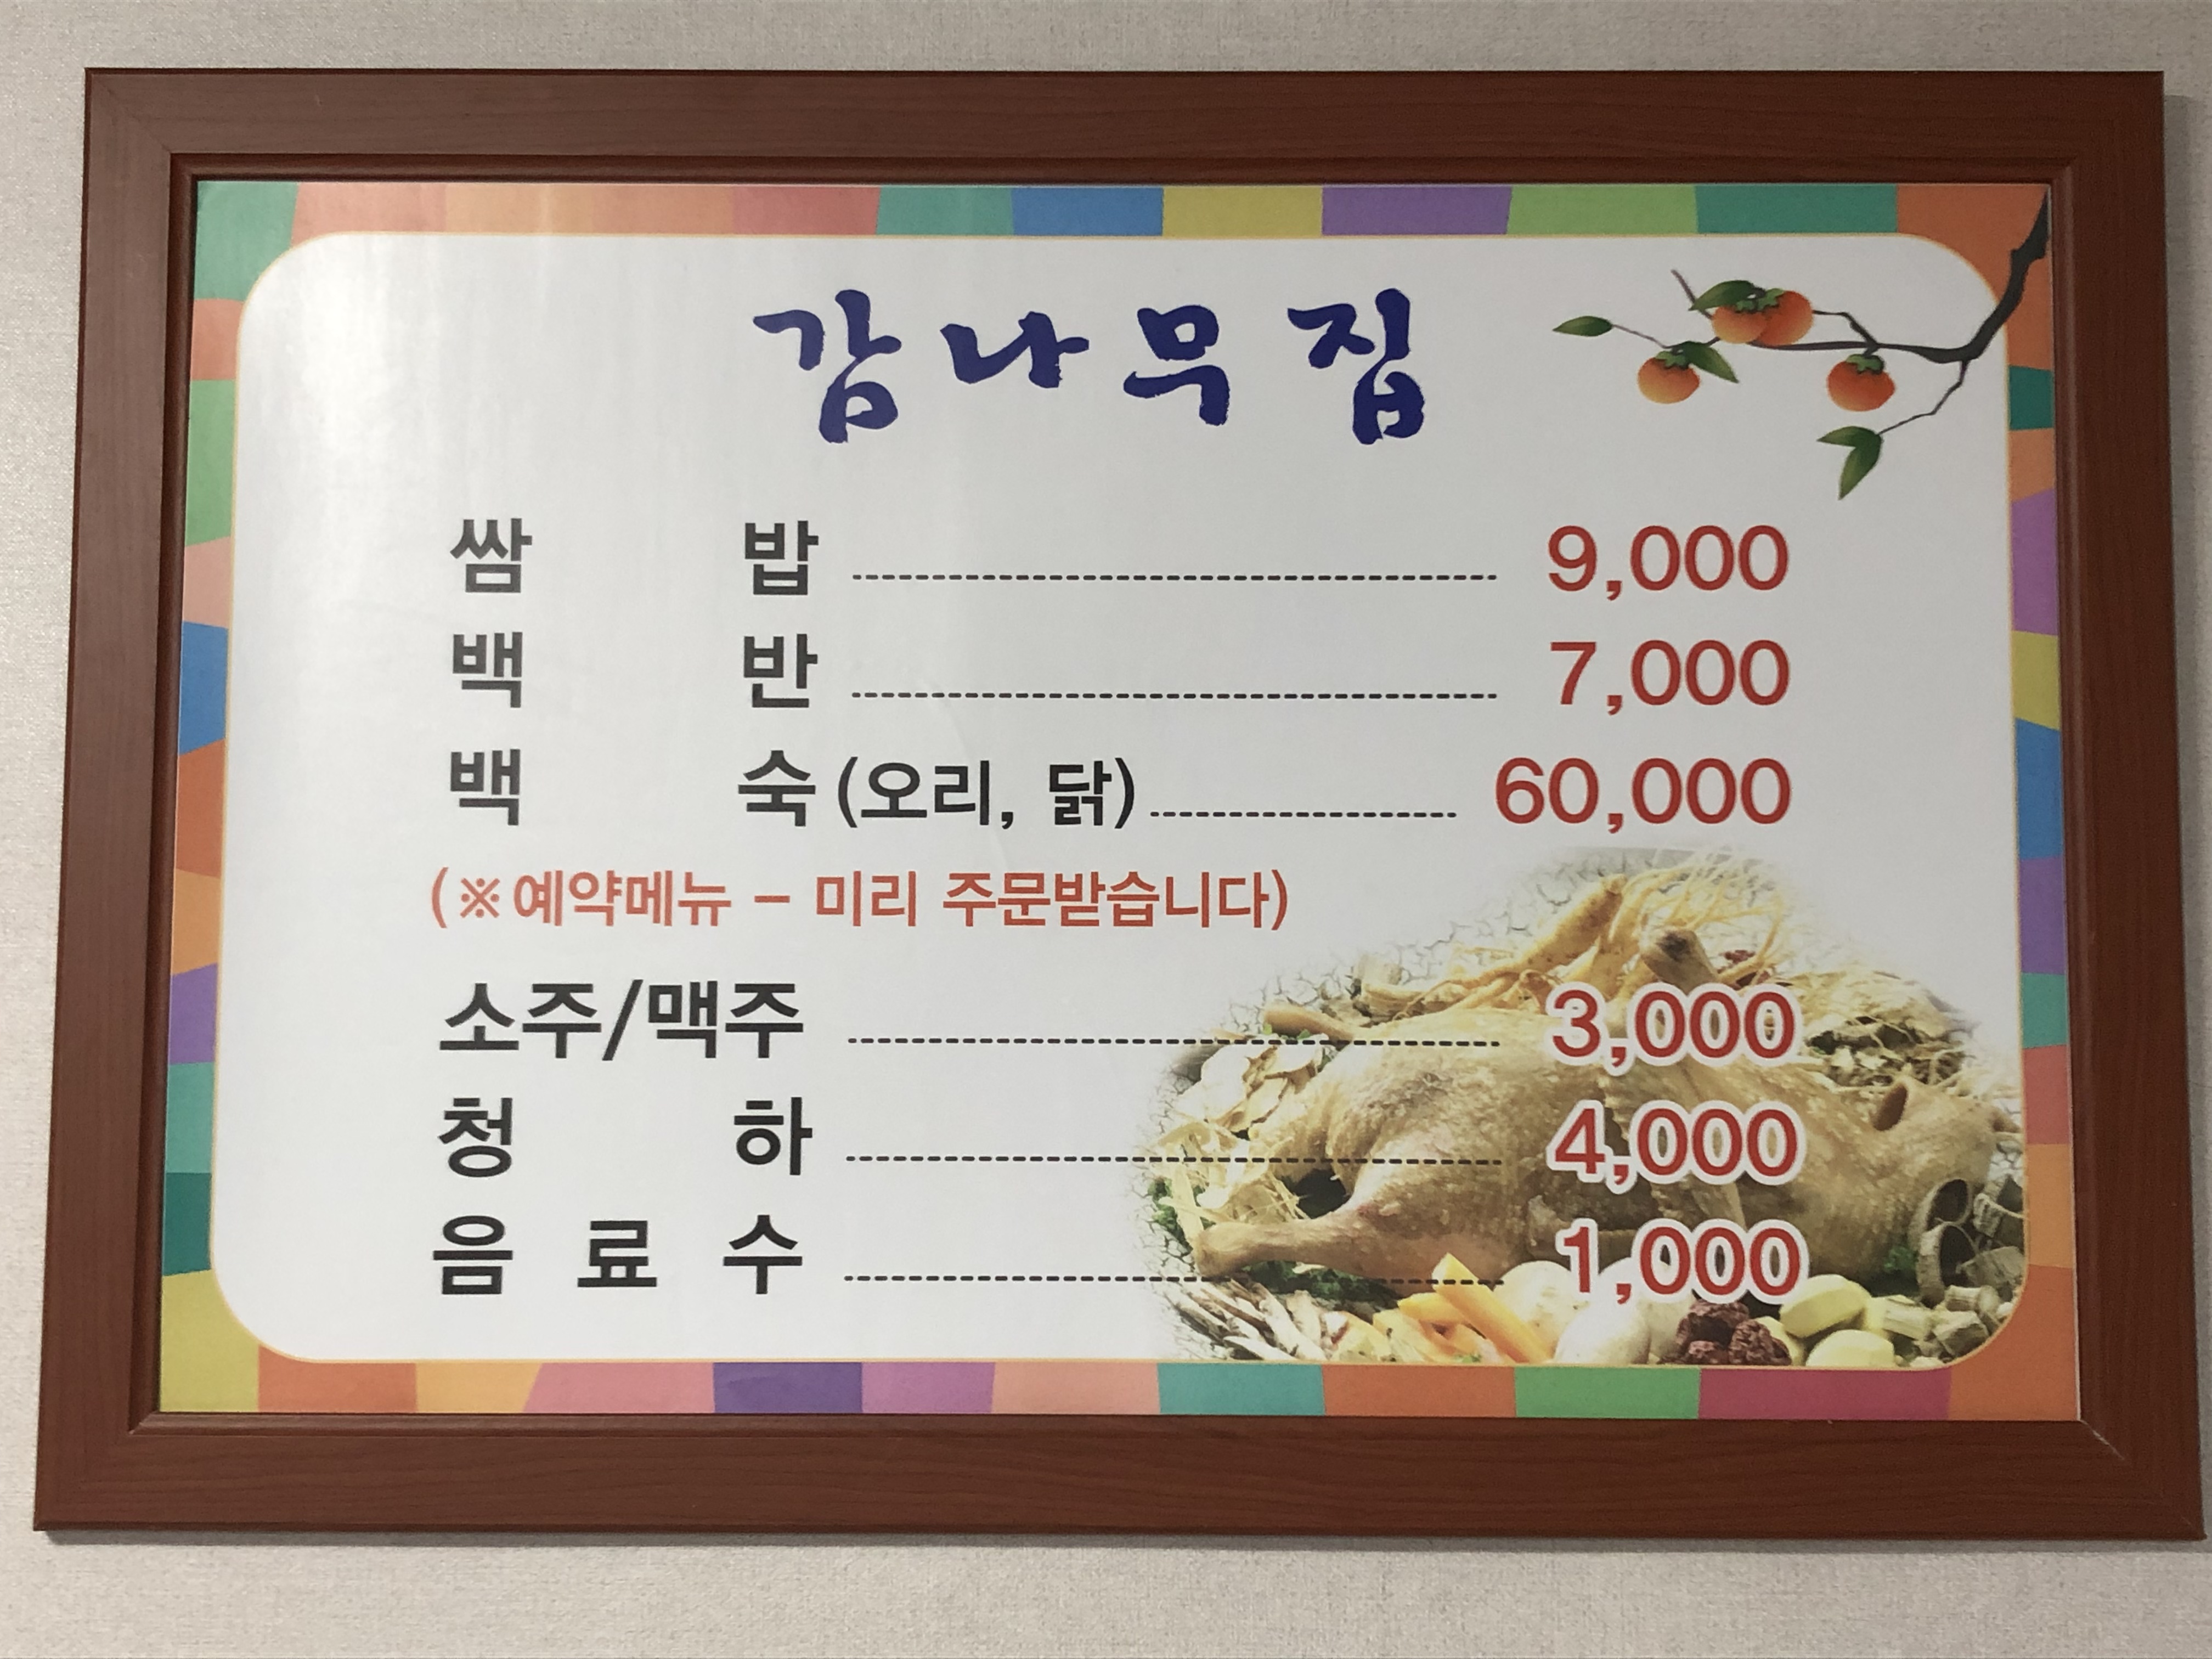 감나무집
쌈 밥 9,000
백 반 7,000
백 숙 (오리, 닭) 60,000
(※예약메뉴 - 미리 주문받습니다)
소주/맥주 3,000
청 하 4,000
음 료 수 1,000